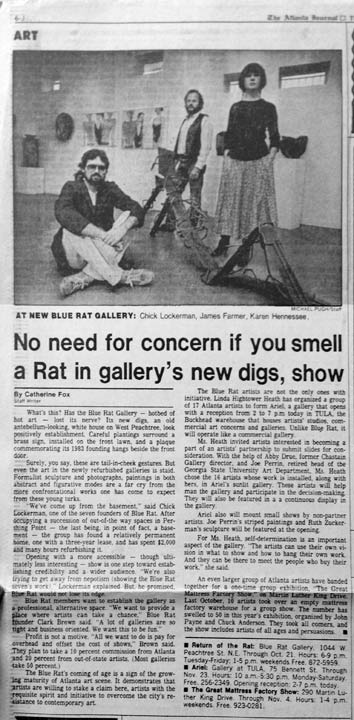 The Atlanta Journal
ART
MICHAEL PUGH/Staff
AT NEW BLUE RAT GALLERY: Chick Lockerman, James Farmer, Karen Hennessee.
No need for concern if you smell
a Rat in gallery's new digs, show
By Catherine Fox
Staff Writer
What's this? Has the Blue Rat Gallery — hotbed
of hot art — lost its nerve? Its new digs, an old
antebellum-looking, white house on West Peachtree, look
positively establishment. Careful plantings surround a
brass sign, installed on the front lawn, and a plaque
commemorating its 1983 founding hangs beside the front
door.
Surely, you say, these are tail-in-cheek gestures. But
even the art in the newly refurbished galleries is staid.
Formalist sculpture and photographs, paintings in both
abstract and figurative modes are a far cry from the
more confrontational works one has come to expect
from these young turks.
"We've come up from the basement," said Chick
Lockerman, one of the seven founders of Blue Rat. After
occupying a succession of out-of-the way spaces in Per-
ing Point — the last being, in point of fact, a base-
ment — the group has found a relatively permanent
home, one with a three-year lease, and has spent $2,000
and many hours refurbishing it.
Opening with a more accessible — though ulti-
mately less interesting — show is one step toward estab-
lishing credibility and a wider audience. "We're also
trying to get away from nepotism (showing the Blue Rat
seven's work)," Lockerman explained. But he promised,
Blue Rat would not lose its edge.
Blue Rat members want to establish the gallery as
a professional, alternative space. "We want to provide a
place where artists can take a chance," Blue Rat
founder Clark Brown said. "A lot of galleries are so
tight and business oriented. We want this to be fun."
Profit is not a motive. "All we want to do is pay for
overhead and offset the cost of shows," Brown said.
They plan to take a 10 percent commission from Atlanta
and 20 percent from out-of-state artists. (Most galleries
take 50 percent.)
The Blue Rat's coming of age is a sign of the grow-
ing maturity of Atlanta art scene. It demonstrates that
artists are willing to stake a claim here, artists with the
requisite spirit and initiative to overcome the city's re-
sistance to contemporary art.
The Blue Rat artists are not the only ones with
initiative. Linda Hightower Heath has organized a group
of 17 Atlanta artists to form Ariel, a gallery that opens
with a reception from 2 to 7 pm today in TULA, the
Buckhead warehouse that houses artists' studios, com-
mercial art concerns and galleries. Unlike Blue Rat, it
will operate like a commercial gallery.
Ms. Heath invited artists interested in becoming a
part of an artists' partnership to submit slides for con-
sideration. With the help of Abby Drue, former Chastain
Gallery director, and Joe Perrin, retired head of the
Georgia State University Art Department, Ms. Heath
chose the 16 artists whose work is installed, along with
hers, in Ariel's sunlit gallery. These artists will help
man the gallery and participate in the decision-making.
They will also be featured in a continuous display in
the gallery.
Ariel also will mount small shows by non-partner
artists. Joe Perrin's striped paintings and Ruth Zucker-
man's sculpture will be featured at the opening.
For Ms. Heath, self-determination is an important
aspect of the gallery. "The artists can use their own vi-
sion in what to show and how to hang their own work.
And they can be there to meet the people who buy their
work," she said.
An even larger group of Atlanta artists have banded
together for a one-time group exhibition, "The Great
Mattress Factory Show," on Martin Luther King Drive.
Last October, 10 artists took over an empty mattress
factory warehouse for a group show. The number has
swelled to 50 in this year's exhibition, organized by John
Payne and Chuck Anderson. They took all comers, and
the show includes artists of all ages and persuasions.
Return of the Rat: Blue Rat Gallery, 1044 W.
Peachtree St. N.E. Through Oct. 21. Hours: 6-9 p.m.
Tuesday-Friday; 1-5 p.m. weekends. Free. 872-5959.
Ariel: Gallery at TULA, 75 Bennett St. Through
Nov. 23. Hours: 10 a.m.-5:30 p.m. Monday-Saturday.
Free. 256-2349. Opening reception: 2-7 p.m. today.
The Great Mattress Factory Show: 290 Martin Lu-
ther King Drive. Through Nov. 4. Hours: 1-4 p.m.
weekends. Free. 923-0281.